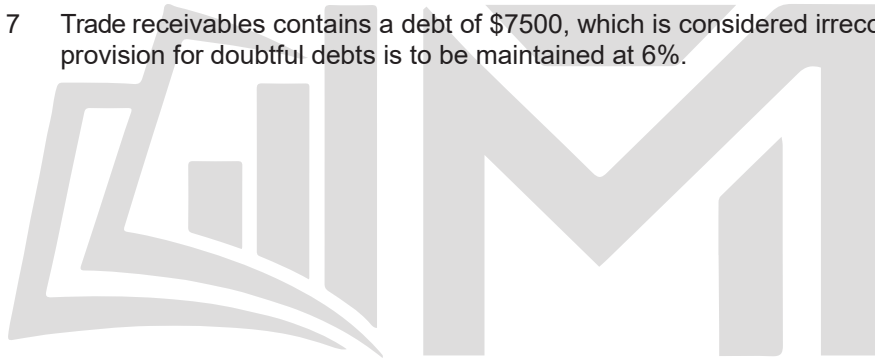 7 Trade receivables contains a debt of $7500, which is considered
provision for doubtful debts is to be maintained at 6%.